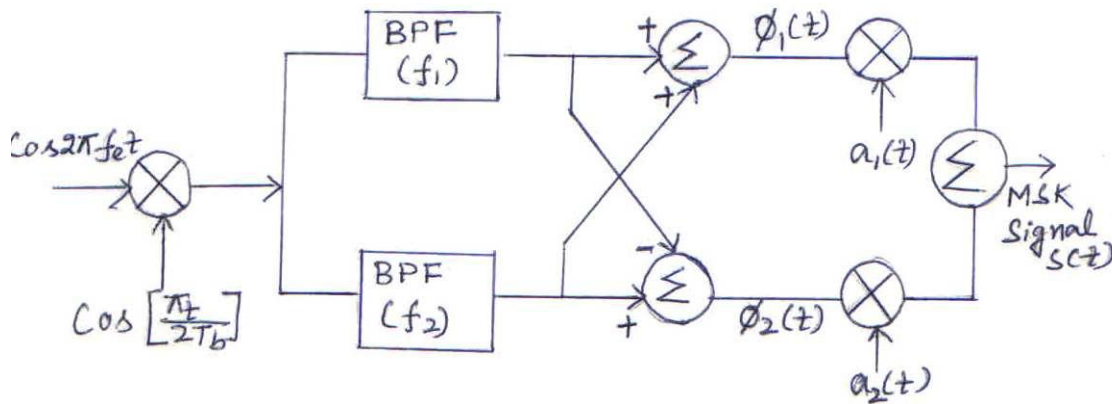 BPF
(f₁)
+
Σ
+
ϕ₁(t)
a₁(t)
Cos2πfct
Cos [πt/2Tb]
Σ
MSK
Signal
S(t)
BPF
(f₂)
-
+
Σ
ϕ₂(t)
a₂(t)